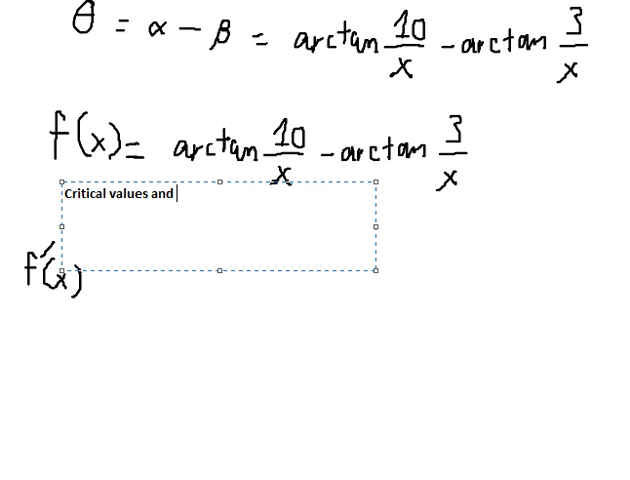 θ = α − β = arctan 10/x - arctan 3/x
f(x) = arctan 10/x - arctan 3/x
Critical values and
f'(x)